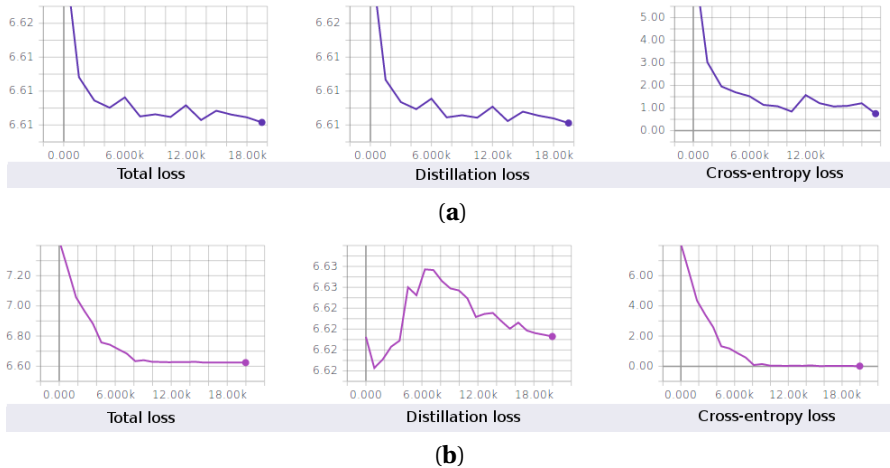 6.62 6.61 6.61 6.61
0.000 6.000k 12.00k 18.00k
Total loss
6.62 6.61 6.61 6.61
0.000 6.000k 12.00k 18.00k
Distillation loss
5.00 4.00 3.00 2.00 1.00 0.00
0.000 6.000k 12.00k
Cross-entropy loss
(a)
7.20 7.00 6.80 6.60
0.000 6.000k 12.00k 18.00k
Total loss
6.63 6.63 6.62 6.62 6.62 6.62
0.000 6.000k 12.00k 18.00k
Distillation loss
6.00 4.00 2.00 0.00
0.000 6.000k 12.00k 18.00k
Cross-entropy loss
(b)